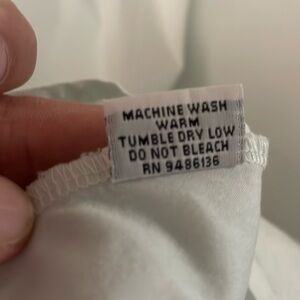 MACHINE WASH
WARM
TUMBLE DRY LOW
DO NOT BLEACH
RN 9486136